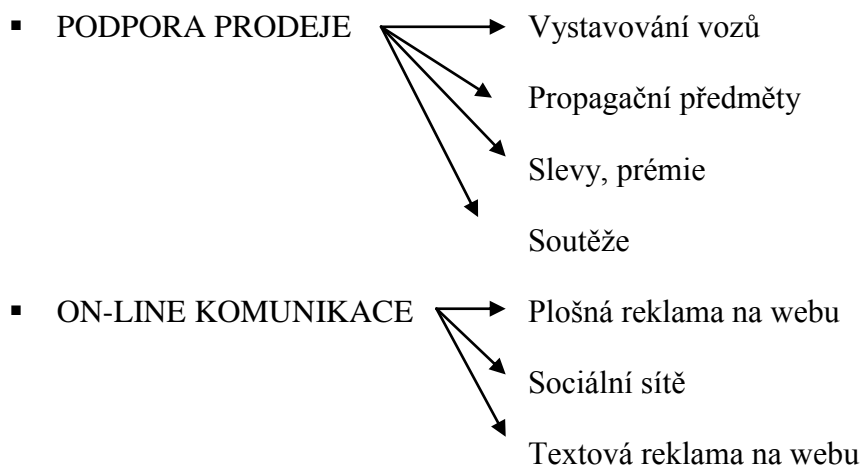 ▪ PODPORA PRODEJE Vystavování vozů
Propagační předměty
Slevy, prémie
Soutěže
▪ ON-LINE KOMUNIKACE Plošná reklama na webu
Sociální sítě
Textová reklama na webu